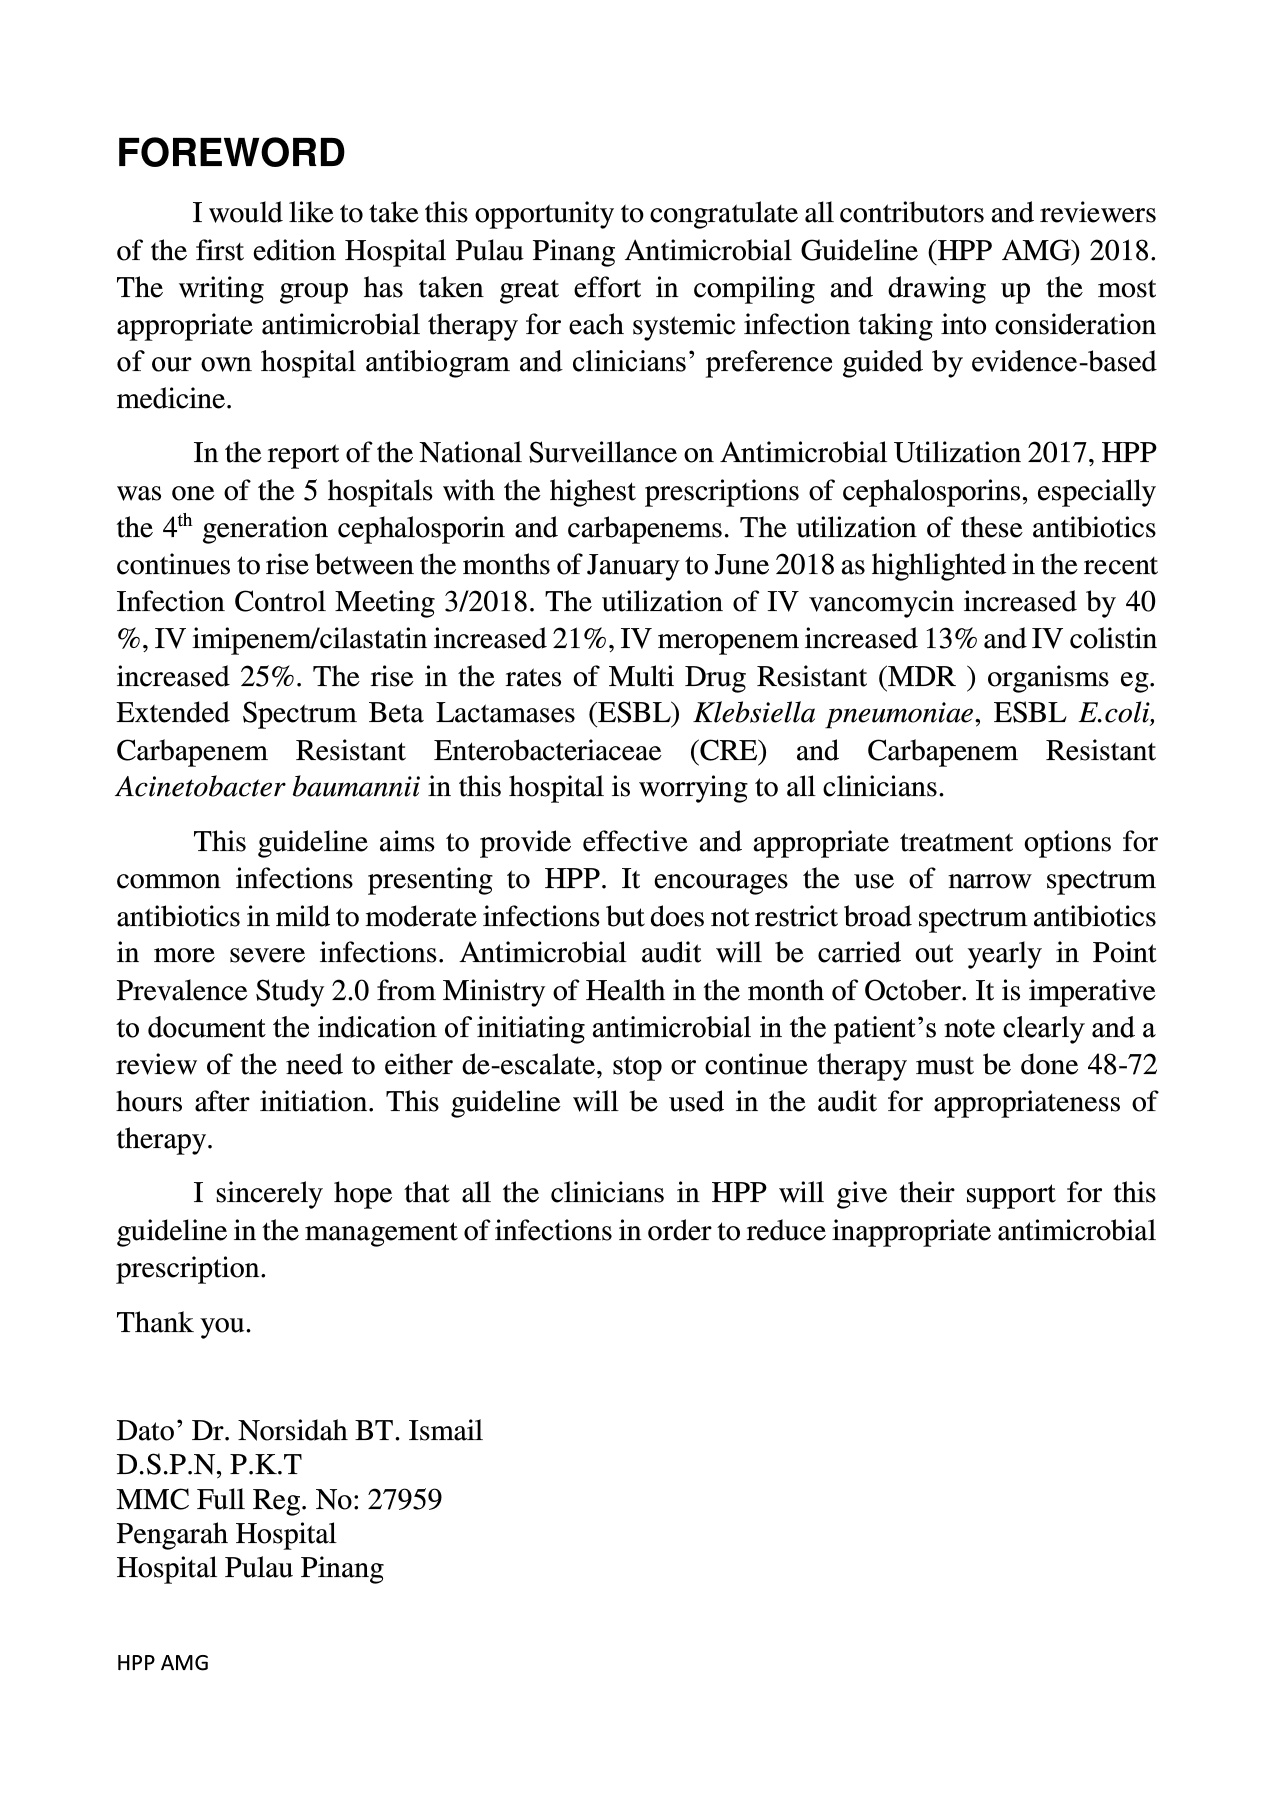 FOREWORD
I would like to take this opportunity to congratulate all contributors and reviewers
of the first edition Hospital Pulau Pinang Antimicrobial Guideline (HPP AMG) 2018.
The writing group has taken great effort in compiling and drawing up the most
appropriate antimicrobial therapy for each systemic infection taking into consideration
of our own hospital antibiogram and clinicians’ preference guided by evidence-based
medicine.
In the report of the National Surveillance on Antimicrobial Utilization 2017, HPP
was one of the 5 hospitals with the highest prescriptions of cephalosporins, especially
the 4th generation cephalosporin and carbapenems. The utilization of these antibiotics
continues to rise between the months of January to June 2018 as highlighted in the recent
Infection Control Meeting 3/2018. The utilization of IV vancomycin increased by 40
%, IV imipenem/cilastatin increased 21%, IV meropenem increased 13% and IV colistin
increased 25%. The rise in the rates of Multi Drug Resistant (MDR ) organisms eg.
Extended Spectrum Beta Lactamases (ESBL) Klebsiella pneumoniae, ESBL E.coli,
Carbapenem Resistant Enterobacteriaceae (CRE) and Carbapenem Resistant
Acinetobacter baumannii in this hospital is worrying to all clinicians.
This guideline aims to provide effective and appropriate treatment options for
common infections presenting to HPP. It encourages the use of narrow spectrum
antibiotics in mild to moderate infections but does not restrict broad spectrum antibiotics
in more severe infections. Antimicrobial audit will be carried out yearly in Point
Prevalence Study 2.0 from Ministry of Health in the month of October. It is imperative
to document the indication of initiating antimicrobial in the patient’s note clearly and a
review of the need to either de-escalate, stop or continue therapy must be done 48-72
hours after initiation. This guideline will be used in the audit for appropriateness of
therapy.
I sincerely hope that all the clinicians in HPP will give their support for this
guideline in the management of infections in order to reduce inappropriate antimicrobial
prescription.
Thank you.
Dato’ Dr. Norsidah BT. Ismail
D.S.P.N, P.K.T
MMC Full Reg. No: 27959
Pengarah Hospital
Hospital Pulau Pinang
HPP AMG